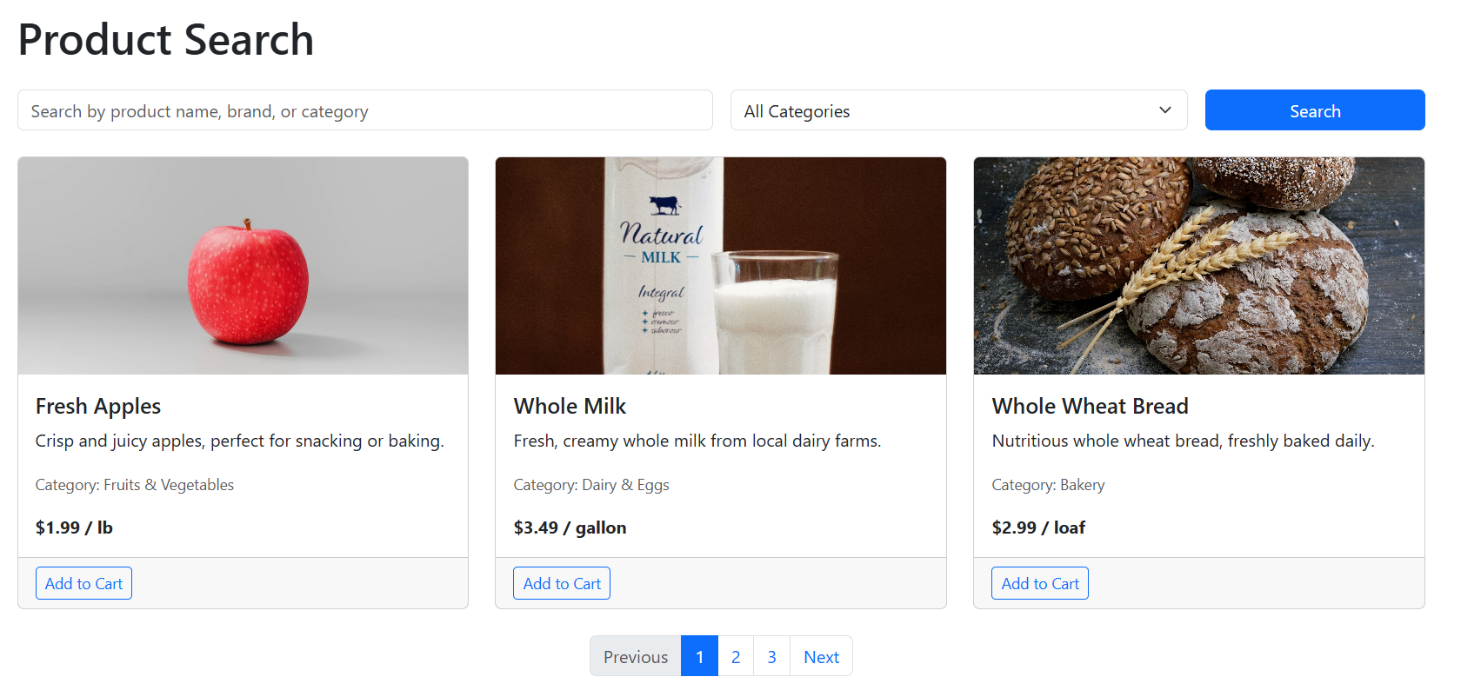 Product Search
Search by product name, brand, or category
All Categories
Search
Natural
MILK
Integral
Fresh Apples
Crisp and juicy apples, perfect for snacking or baking.
Category: Fruits & Vegetables
$1.99 / lb
Add to Cart
Whole Milk
Fresh, creamy whole milk from local dairy farms.
Category: Dairy & Eggs
$3.49 / gallon
Add to Cart
Whole Wheat Bread
Nutritious whole wheat bread, freshly baked daily.
Category: Bakery
$2.99 / loaf
Add to Cart
Previous 1 2 3 Next